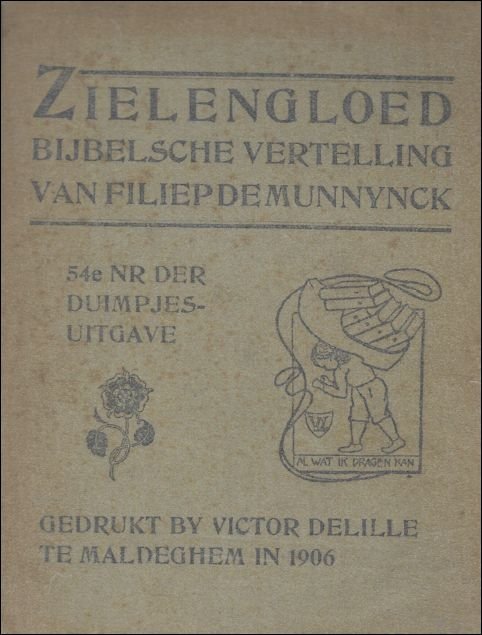 ZIELENGLOED
BIJBELSCHE VERTELLING
VAN FILIEP DE MUNNYNCK
54e NR DER
DUIMPJES-
UITGAVE
AL WAT IK DRAGEN KAN
GEDRUKT BY VICTOR DELILLE
TE MALDEGHEM IN 1906